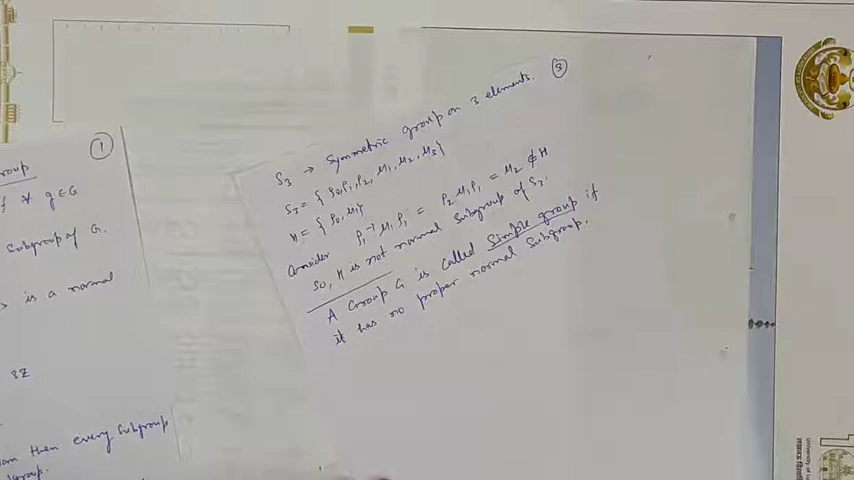 ①
roup
f ∀ g ∈ G
Subgroup of G.
> is a normal
3Z
then every subgroup
③
S₃ → Symmetric group on 3 elements.
S₃ = { ρ₀, ρ₁, ρ₂, μ₁, μ₂, μ₃}
H = { ρ₀, μ₁}
Consider ρ₁⁻¹ μ₁ ρ₁ = ρ₂ μ₁ ρ₁ = μ₂ ∉ H
So, H is not normal Subgroup of S₃.
A Group G is called Simple group if
it has no proper normal Subgroup.